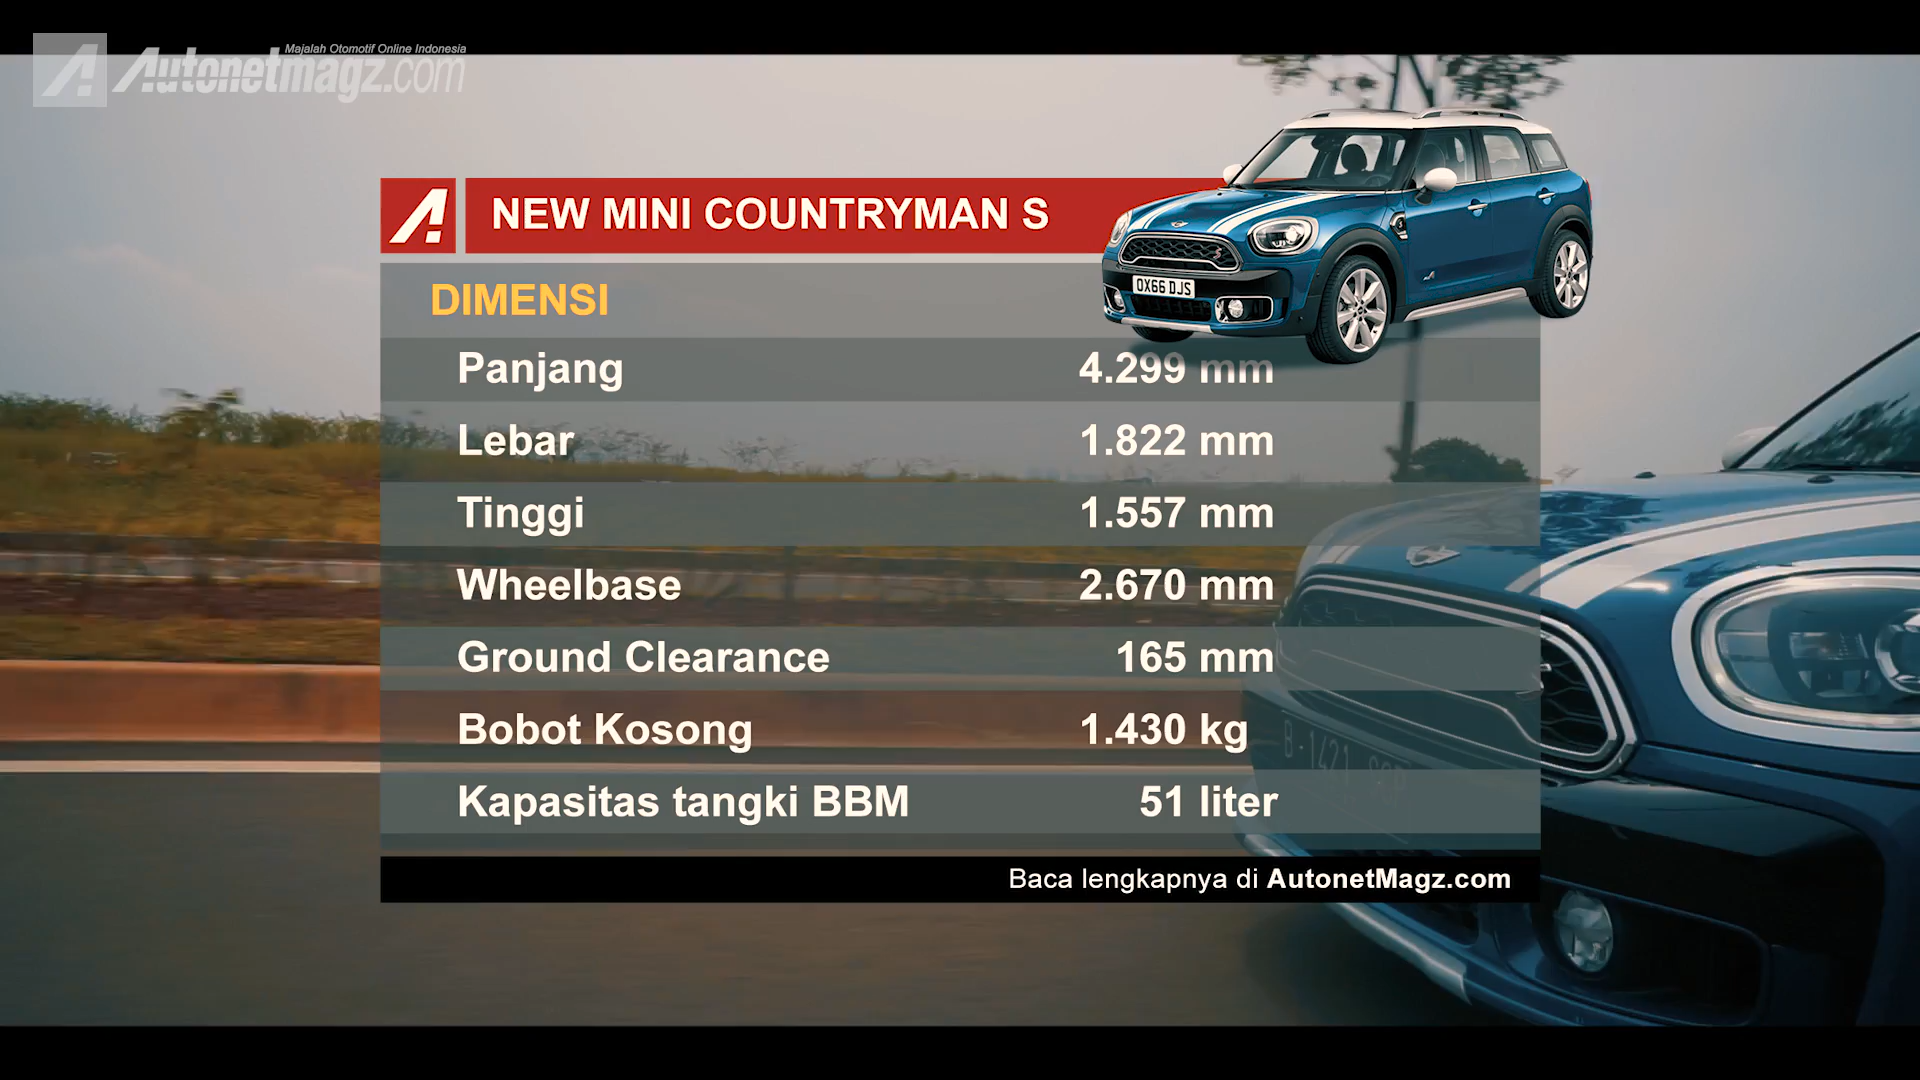 Majalah Otomotif Online Indonesia
Autonetmagz.com
NEW MINI COUNTRYMAN S
OX66 DJS
DIMENSI
Panjang 4.299 mm
Lebar 1.822 mm
Tinggi 1.557 mm
Wheelbase 2.670 mm
Ground Clearance 165 mm
Bobot Kosong 1.430 kg
Kapasitas tangki BBM 51 liter
Baca lengkapnya di AutonetMagz.com